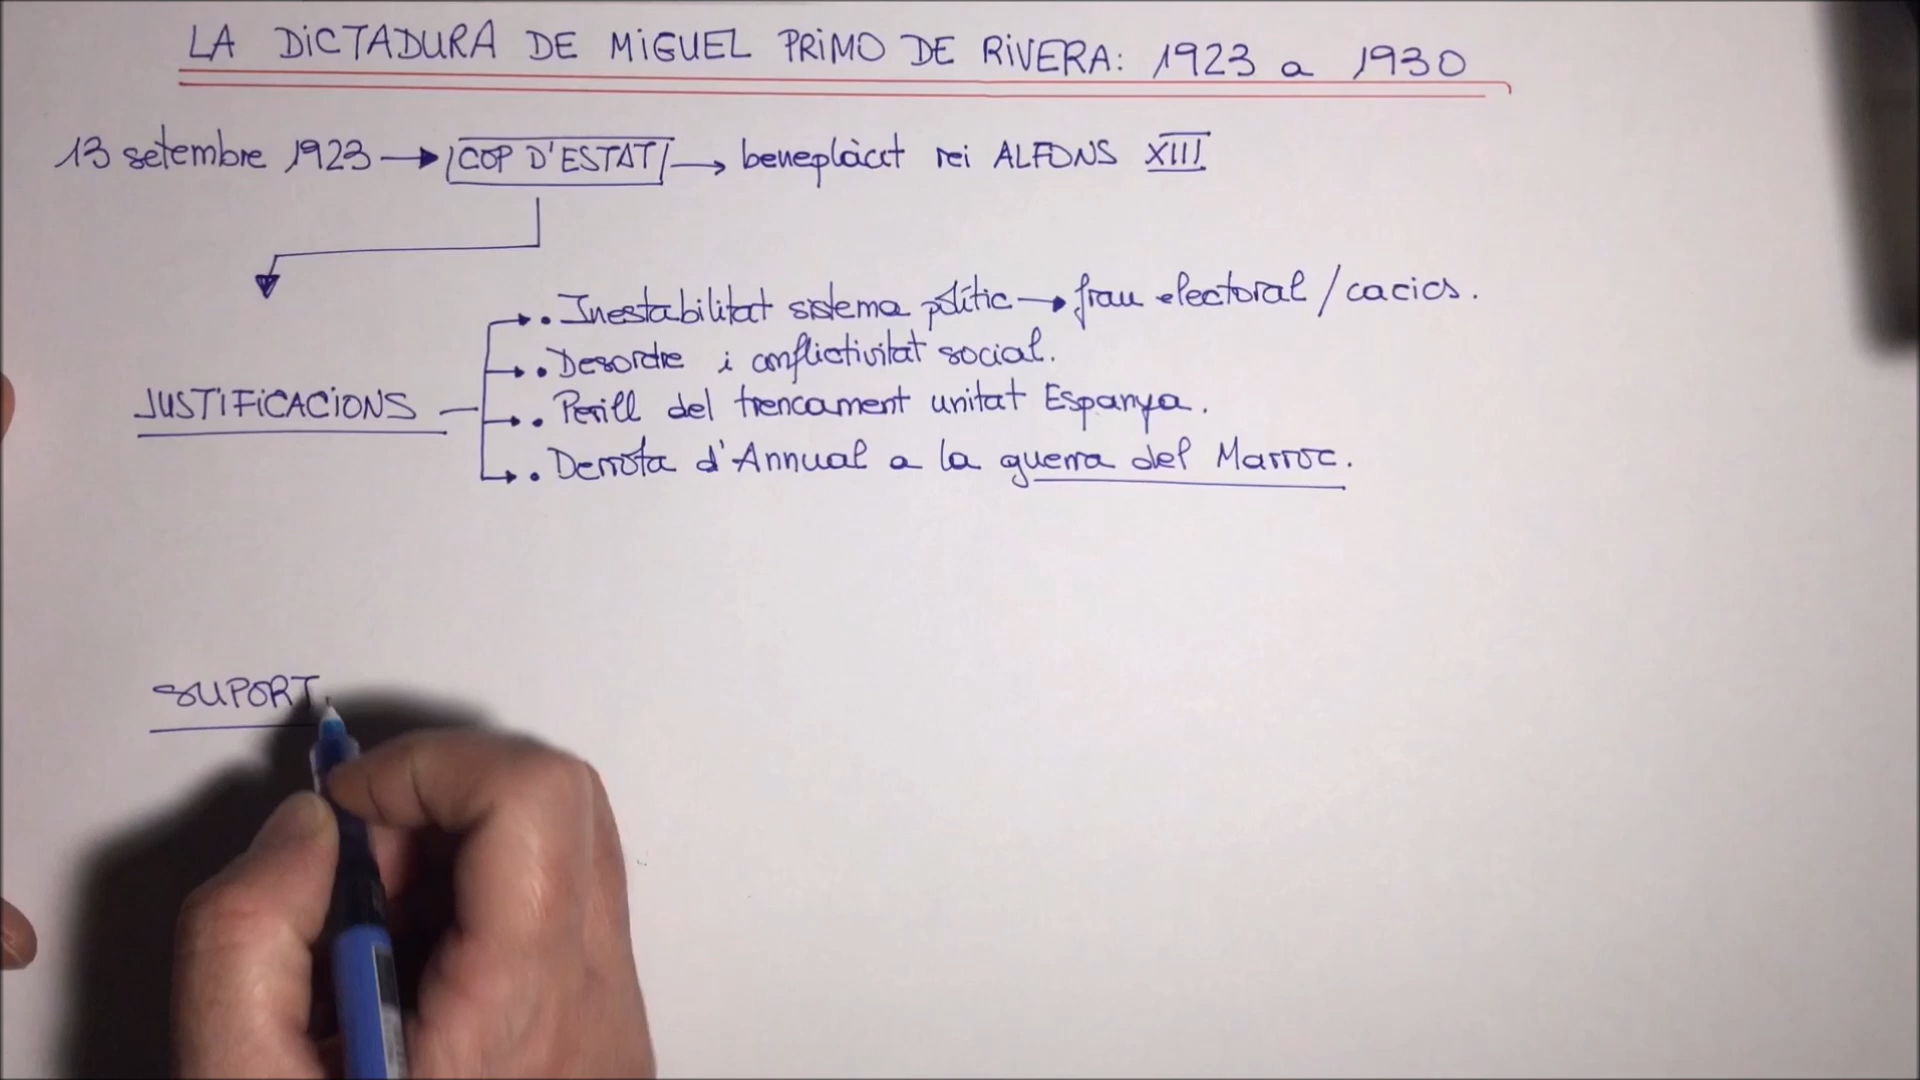 LA DICTADURA DE MIGUEL PRIMO DE RIVERA: 1923 a 1930
13 setembre 1923 → COP D'ESTAT → beneplàcit rei ALFONS XIII
• Inestabilitat sistema polític → frau electoral / cacics.
• Desordre i conflictivitat social.
JUSTIFICACIONS
• Perill del trencament unitat Espanya.
• Derrota d'Annual a la guerra del Marroc.
SUPORT